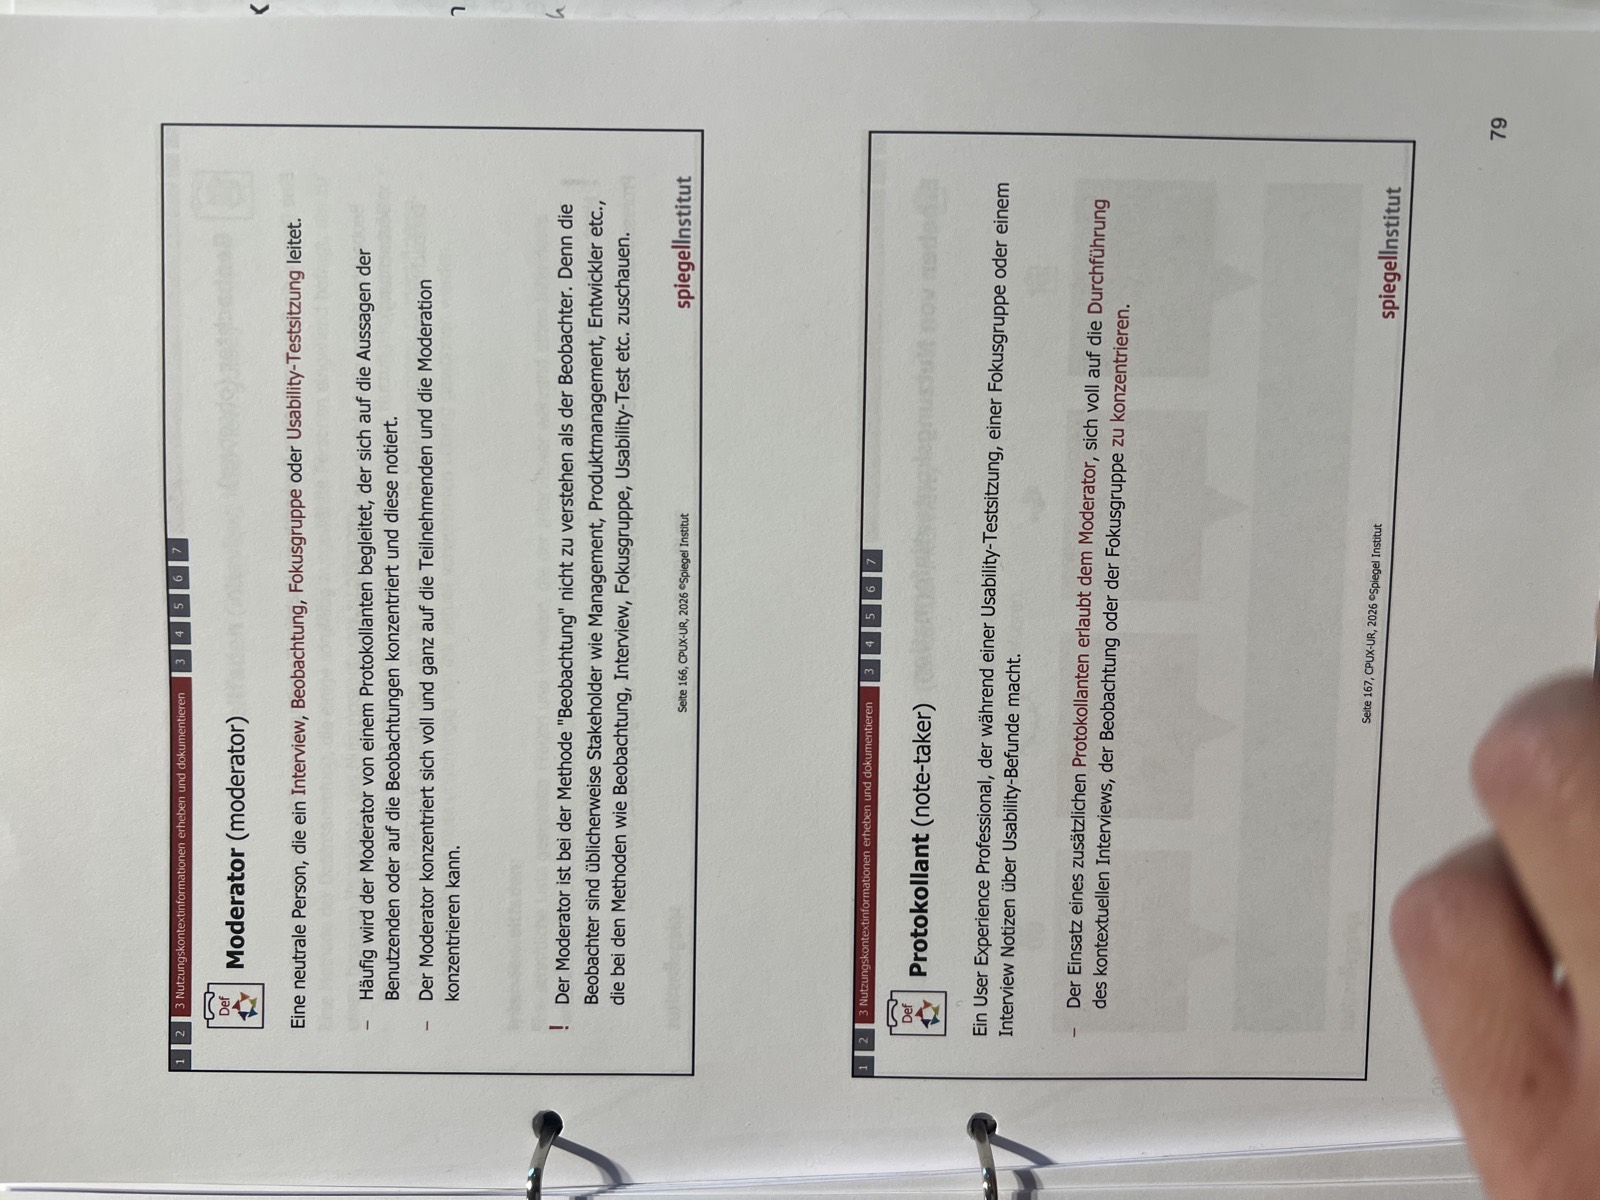 1 2 3 Nutzungskontextinformationen erheben und dokumentieren 3 4 5 6 7
Def
Moderator (moderator)
Eine neutrale Person, die ein Interview, Beobachtung, Fokusgruppe oder Usability-Testsitzung leitet.
– Häufig wird der Moderator von einem Protokollanten begleitet, der sich auf die Aussagen der
Benutzenden oder auf die Beobachtungen konzentriert und diese notiert.
– Der Moderator konzentriert sich voll und ganz auf die Teilnehmenden und die Moderation
konzentrieren kann.
! Der Moderator ist bei der Methode "Beobachtung" nicht zu verstehen als der Beobachter. Denn die
Beobachter sind üblicherweise Stakeholder wie Management, Produktmanagement, Entwickler etc.,
die bei den Methoden wie Beobachtung, Interview, Fokusgruppe, Usability-Test etc. zuschauen.
Seite 166, CPUX-UR, 2026 ©Spiegel Institut
spiegelInstitut
1 2 3 Nutzungskontextinformationen erheben und dokumentieren 3 4 5 6 7
Def
Protokollant (note-taker)
Ein User Experience Professional, der während einer Usability-Testsitzung, einer Fokusgruppe oder einem
Interview Notizen über Usability-Befunde macht.
– Der Einsatz eines zusätzlichen Protokollanten erlaubt dem Moderator, sich voll auf die Durchführung
des kontextuellen Interviews, der Beobachtung oder der Fokusgruppe zu konzentrieren.
Seite 167, CPUX-UR, 2026 ©Spiegel Institut
spiegelInstitut
79